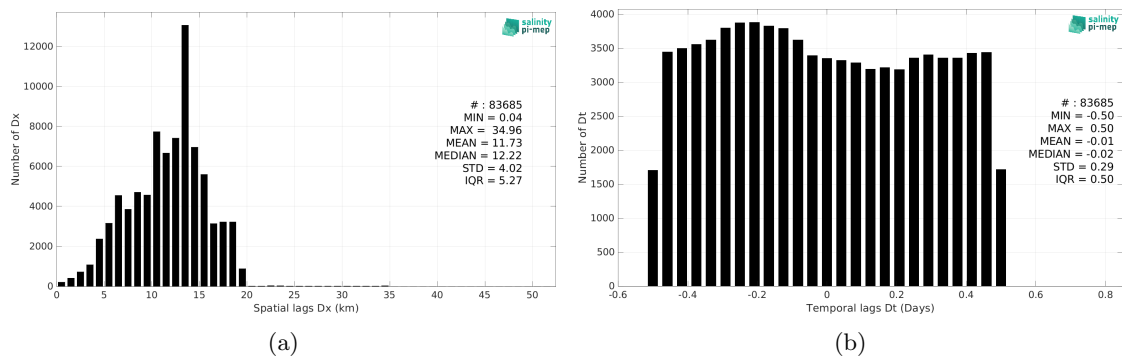 salinity
pi-mep
12000
10000
8000
6000
4000
2000
0
Number of Dx
# : 83685
MIN = 0.04
MAX = 34.96
MEAN = 11.73
MEDIAN = 12.22
STD = 4.02
IQR = 5.27
0 5 10 15 20 25 30 35 40 45 50
Spatial lags Dx (km)
(a)
salinity
pi-mep
4000
3500
3000
2500
2000
1500
1000
500
0
Number of Dt
# : 83685
MIN = -0.50
MAX = 0.50
MEAN = -0.01
MEDIAN = -0.02
STD = 0.29
IQR = 0.50
-0.6 -0.4 -0.2 0 0.2 0.4 0.6 0.8
Temporal lags Dt (Days)
(b)